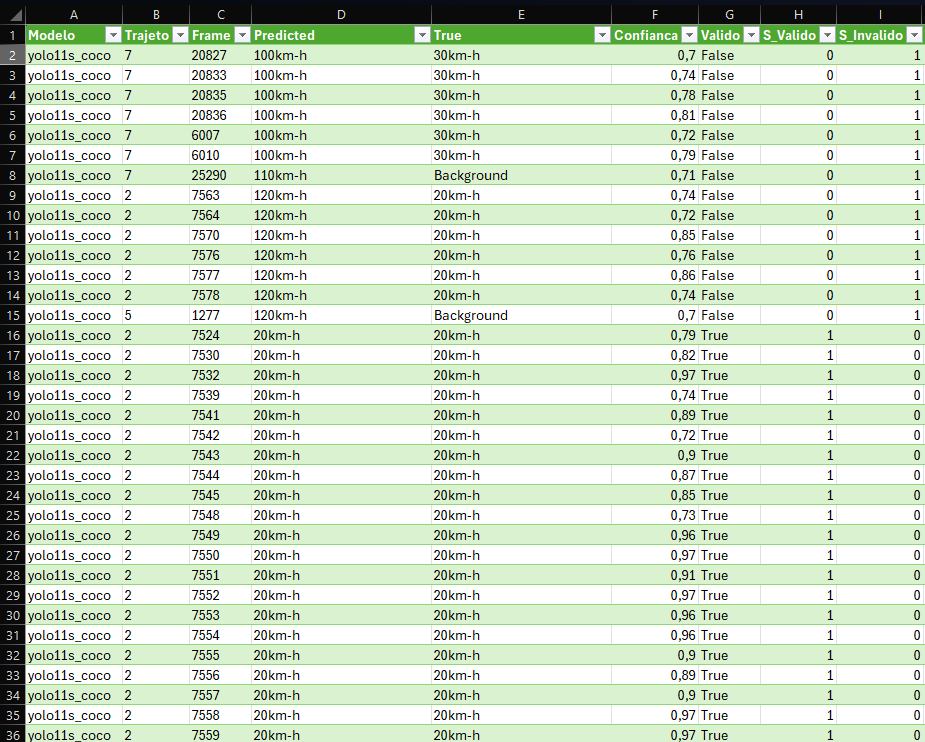 A B C D E F G H I
1 Modelo Trajeto Frame Predicted True Confianca Valido S_Valido S_Invalido
2 yolo11s_coco 7 20827 100km-h 30km-h 0,7 False 0 1
3 yolo11s_coco 7 20833 100km-h 30km-h 0,74 False 0 1
4 yolo11s_coco 7 20835 100km-h 30km-h 0,78 False 0 1
5 yolo11s_coco 7 20836 100km-h 30km-h 0,81 False 0 1
6 yolo11s_coco 7 6007 100km-h 30km-h 0,72 False 0 1
7 yolo11s_coco 7 6010 100km-h 30km-h 0,79 False 0 1
8 yolo11s_coco 7 25290 110km-h Background 0,71 False 0 1
9 yolo11s_coco 2 7563 120km-h 20km-h 0,74 False 0 1
10 yolo11s_coco 2 7564 120km-h 20km-h 0,72 False 0 1
11 yolo11s_coco 2 7570 120km-h 20km-h 0,85 False 0 1
12 yolo11s_coco 2 7576 120km-h 20km-h 0,76 False 0 1
13 yolo11s_coco 2 7577 120km-h 20km-h 0,86 False 0 1
14 yolo11s_coco 2 7578 120km-h 20km-h 0,74 False 0 1
15 yolo11s_coco 5 1277 120km-h Background 0,7 False 0 1
16 yolo11s_coco 2 7524 20km-h 20km-h 0,79 True 1 0
17 yolo11s_coco 2 7530 20km-h 20km-h 0,82 True 1 0
18 yolo11s_coco 2 7532 20km-h 20km-h 0,97 True 1 0
19 yolo11s_coco 2 7539 20km-h 20km-h 0,74 True 1 0
20 yolo11s_coco 2 7541 20km-h 20km-h 0,89 True 1 0
21 yolo11s_coco 2 7542 20km-h 20km-h 0,72 True 1 0
22 yolo11s_coco 2 7543 20km-h 20km-h 0,9 True 1 0
23 yolo11s_coco 2 7544 20km-h 20km-h 0,87 True 1 0
24 yolo11s_coco 2 7545 20km-h 20km-h 0,85 True 1 0
25 yolo11s_coco 2 7548 20km-h 20km-h 0,73 True 1 0
26 yolo11s_coco 2 7549 20km-h 20km-h 0,96 True 1 0
27 yolo11s_coco 2 7550 20km-h 20km-h 0,97 True 1 0
28 yolo11s_coco 2 7551 20km-h 20km-h 0,91 True 1 0
29 yolo11s_coco 2 7552 20km-h 20km-h 0,97 True 1 0
30 yolo11s_coco 2 7553 20km-h 20km-h 0,96 True 1 0
31 yolo11s_coco 2 7554 20km-h 20km-h 0,96 True 1 0
32 yolo11s_coco 2 7555 20km-h 20km-h 0,9 True 1 0
33 yolo11s_coco 2 7556 20km-h 20km-h 0,89 True 1 0
34 yolo11s_coco 2 7557 20km-h 20km-h 0,9 True 1 0
35 yolo11s_coco 2 7558 20km-h 20km-h 0,97 True 1 0
36 yolo11s_coco 2 7559 20km-h 20km-h 0,97 True 1 0